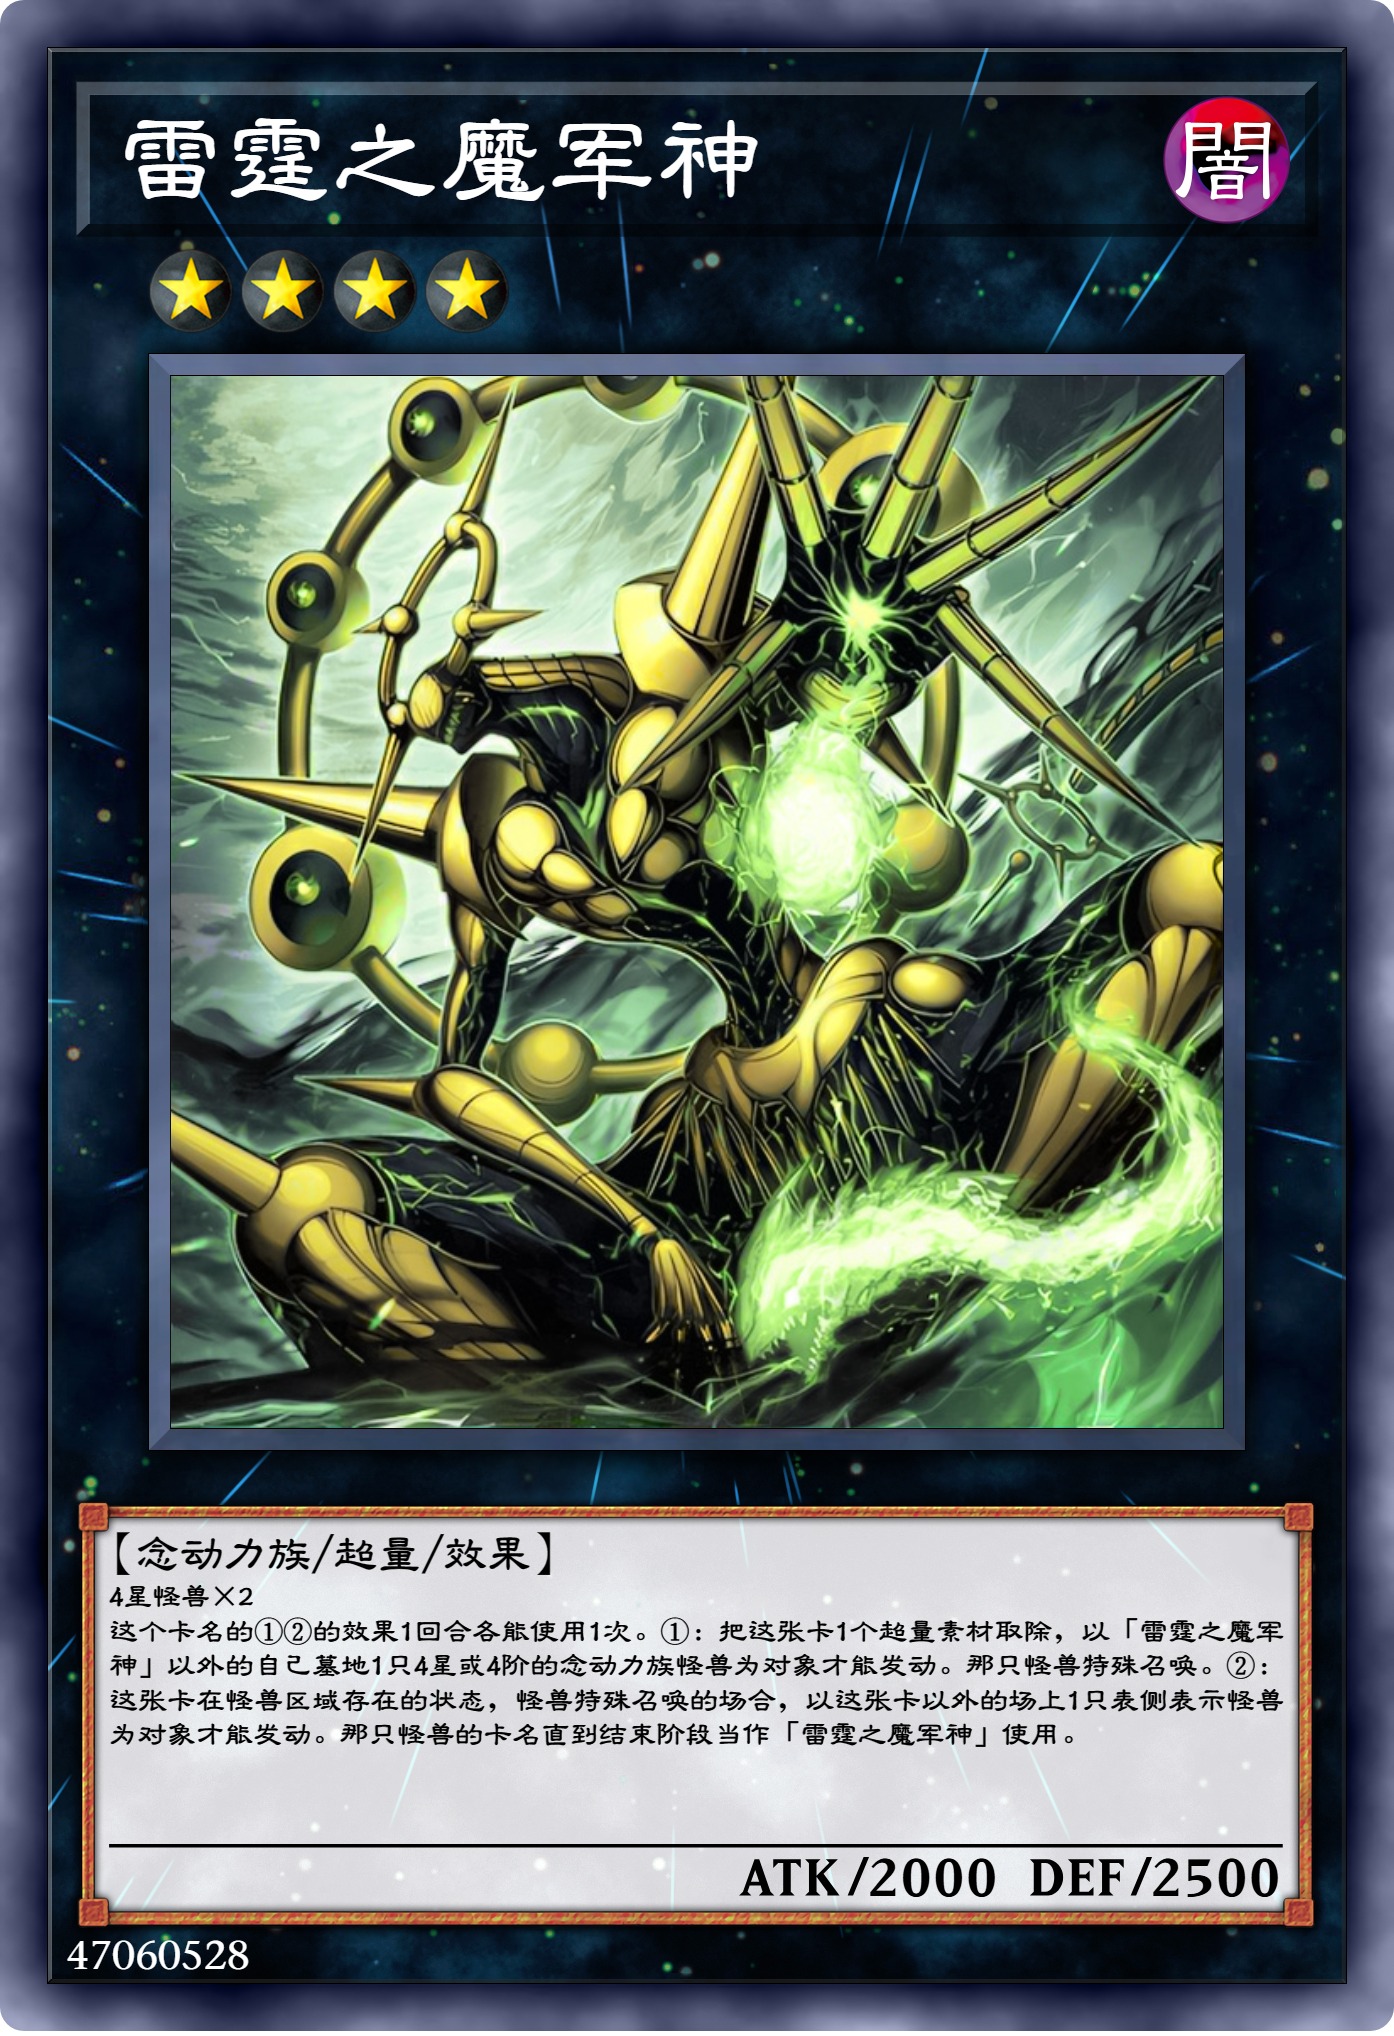 雷霆之魔军神
闇
【念动力族/超量/效果】
4星怪兽×2
这个卡名的①②的效果1回合各能使用1次。①：把这张卡1个超量素材取除，以「雷霆之魔军
神」以外的自己墓地1只4星或4阶的念动力族怪兽为对象才能发动。那只怪兽特殊召唤。②：
这张卡在怪兽区域存在的状态，怪兽特殊召唤的场合，以这张卡以外的场上1只表侧表示怪兽
为对象才能发动。那只怪兽的卡名直到结束阶段当作「雷霆之魔军神」使用。
ATK/2000 DEF/2500
47060528